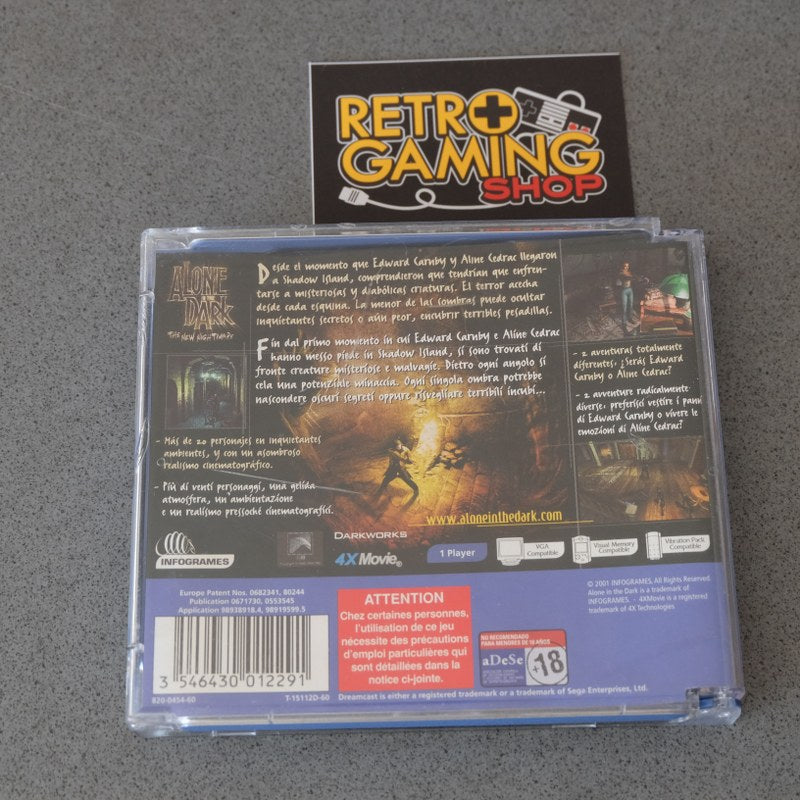 RETRO
GAMING
SHOP
ALONE
DARK
THE NEW NIGHTMARE
Desde el momento que Edward Carnby y Aline Cedrac llegaron
a Shadow Island, comprendieron que tendrían que enfren-
tarse a misteriosas y diabólicas criaturas. El terror acecha
desde cada esquina. La menor de las sombras puede ocultar
inquietantes secretos o aún peor, encubrir terribles pesadillas.
Fin dal primo momento in cui Edward Carnby e Aline Cedrac
hanno messo piede in Shadow Island, si sono trovati di
fronte creature misteriose e malvagie. Dietro ogni angolo si
cela una potenziale minaccia. Ogni singola ombra potrebbe
nascondere oscuri segreti oppure risvegliare terribili incubi...
- 2 aventuras totalmente
diferentes: ¿Serás Edward
Carnby o Aline Cedrac?
- 2 avventure radicalmente
diverse: preferisci vestire i panni
di Edward Carnby o vivere le
emozioni di Aline Cedrac?
- Más de 20 personajes en inquietantes
ambientes, y con un asombroso
realismo cinematográfico.
- Più di venti personaggi, una gelida
atmosfera, un'ambientazione
e un realismo pressoché cinematografici.
www.aloneinthedark.com
INFOGRAMES
DARKWORKS
4XMovie®
1 Player
VGA
Compatible
Visual Memory
Compatible
Vibration Pack
Compatible
Europe Patent Nos. 0682341, 80244
Publication 0671730, 0553545
Application 98938918.4, 98919599.5
3 546430 012291
820-0454-60
T-15112D-60
ATTENTION
Chez certaines personnes,
l'utilisation de ce jeu
nécessite des précautions
d'emploi particulières qui
sont détaillées dans la
notice ci-jointe.
NO RECOMENDADO
PARA MENORES DE 18 AÑOS
aDeSe
+18
© 2001 INFOGRAMES, All Rights Reserved
Alone in the Dark is a trademark of
INFOGRAMES. - 4XMovie is a registered
trademark of 4X Technologies
Dreamcast is either a registered trademark or a trademark of Sega Enterprises, Ltd.